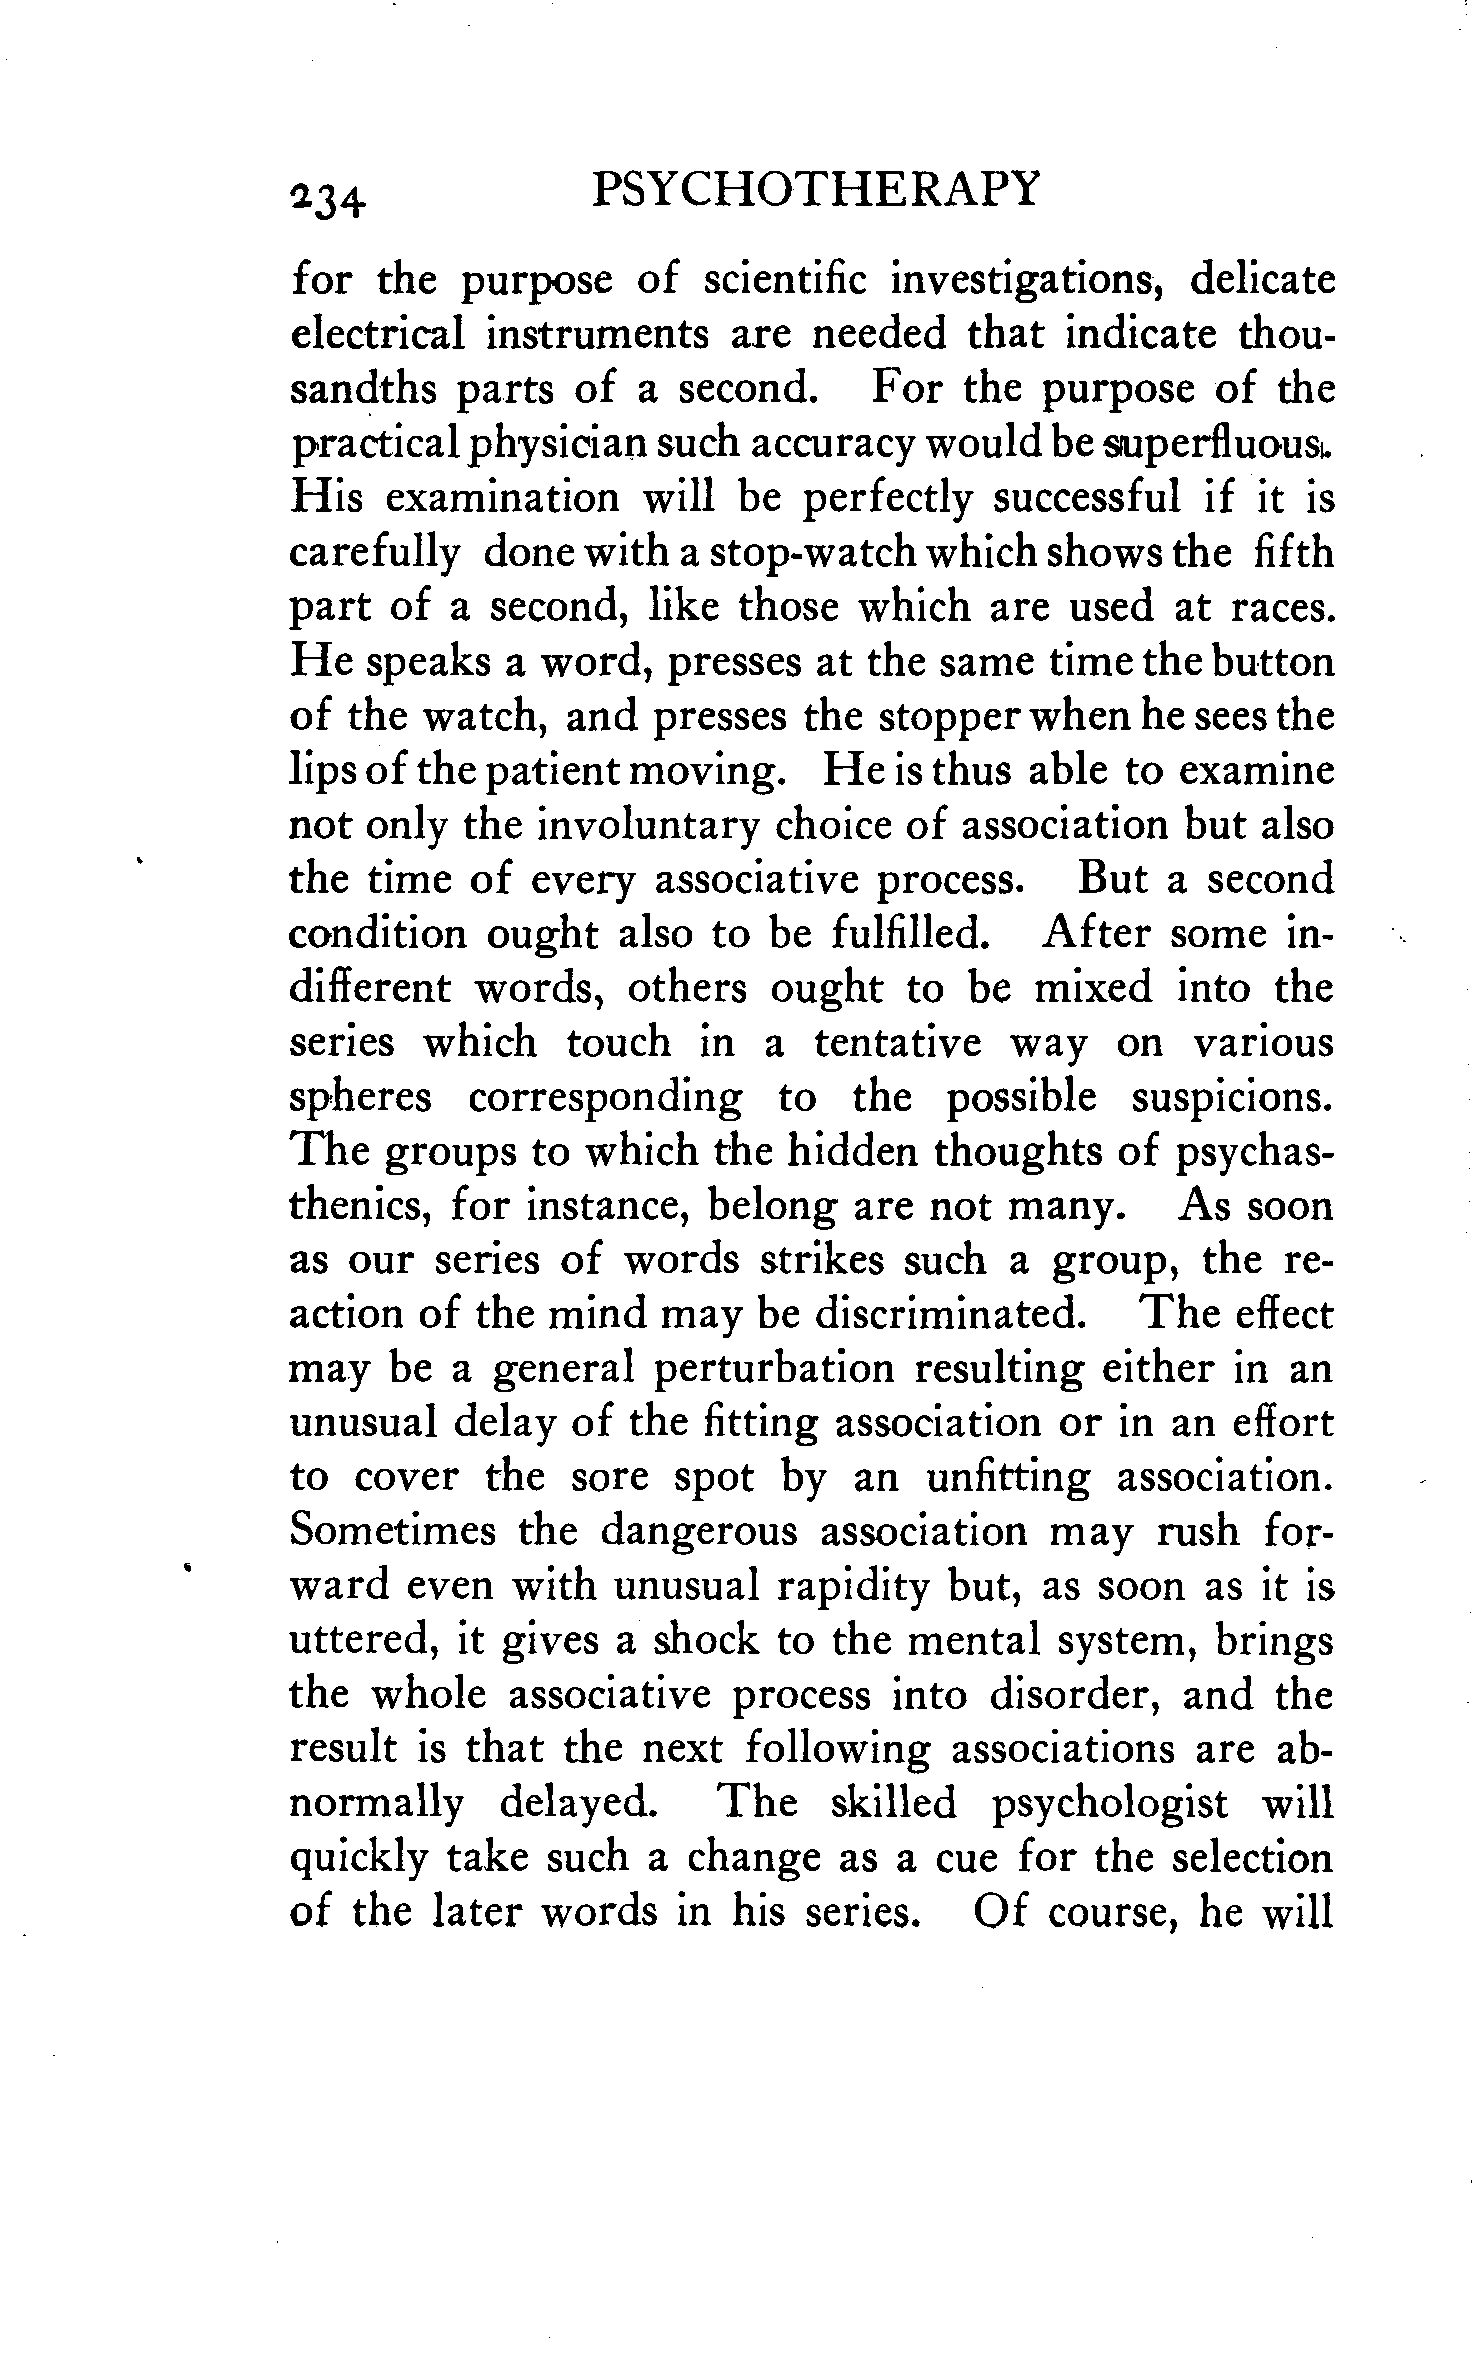 234 PSYCHOTHERAPY
for the purpose of scientific investigations, delicate
electrical instruments are needed that indicate thou-
sandths parts of a second. For the purpose of the
practical physician such accuracy would be superfluous.
His examination will be perfectly successful if it is
carefully done with a stop-watch which shows the fifth
part of a second, like those which are used at races.
He speaks a word, presses at the same time the button
of the watch, and presses the stopper when he sees the
lips of the patient moving. He is thus able to examine
not only the involuntary choice of association but also
the time of every associative process. But a second
condition ought also to be fulfilled. After some in-
different words, others ought to be mixed into the
series which touch in a tentative way on various
spheres corresponding to the possible suspicions.
The groups to which the hidden thoughts of psychas-
thenics, for instance, belong are not many. As soon
as our series of words strikes such a group, the re-
action of the mind may be discriminated. The effect
may be a general perturbation resulting either in an
unusual delay of the fitting association or in an effort
to cover the sore spot by an unfitting association.
Sometimes the dangerous association may rush for-
ward even with unusual rapidity but, as soon as it is
uttered, it gives a shock to the mental system, brings
the whole associative process into disorder, and the
result is that the next following associations are ab-
normally delayed. The skilled psychologist will
quickly take such a change as a cue for the selection
of the later words in his series. Of course, he will